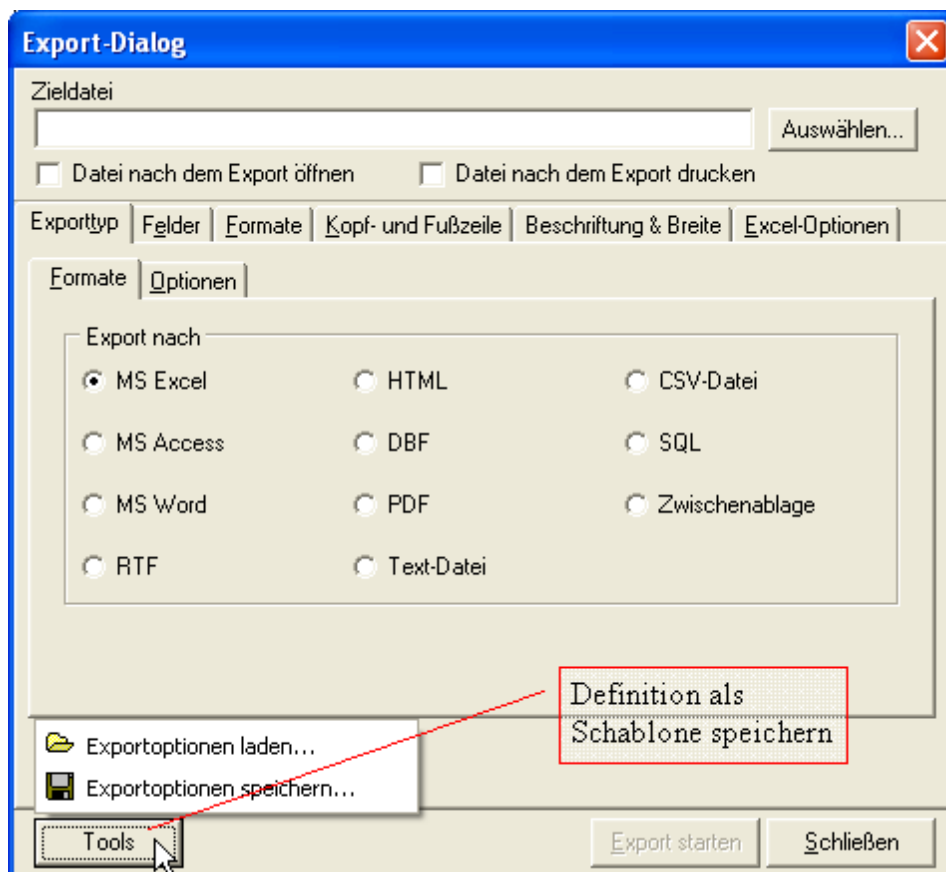 Export-Dialog
Zieldatei
Auswählen...
Datei nach dem Export öffnen Datei nach dem Export drucken
Exporttyp Felder Formate Kopf- und Fußzeile Beschriftung & Breite Excel-Optionen
Formate Optionen
Export nach
MS Excel HTML CSV-Datei
MS Access DBF SQL
MS Word PDF Zwischenablage
RTF Text-Datei
Definition als
Schablone speichern
Exportoptionen laden...
Exportoptionen speichern...
Tools Export starten Schließen